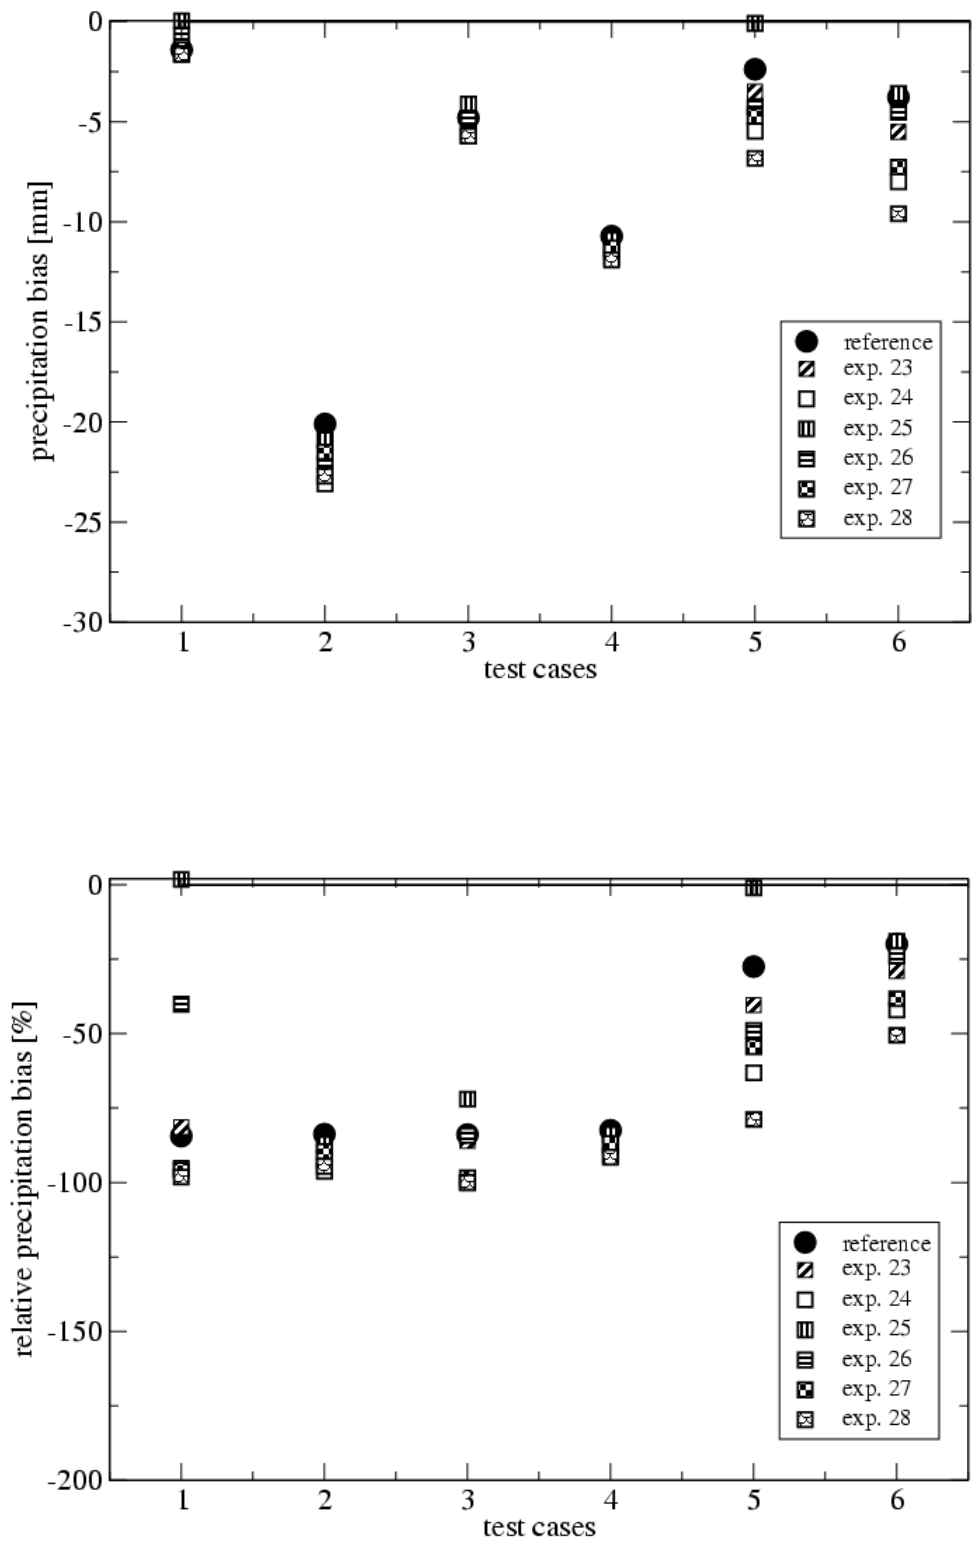 0
-5
-10
-15
-20
-25
-30
precipitation bias [mm]
reference
exp. 23
exp. 24
exp. 25
exp. 26
exp. 27
exp. 28
1 2 3 4 5 6
test cases
0
-50
-100
-150
-200
relative precipitation bias [%]
reference
exp. 23
exp. 24
exp. 25
exp. 26
exp. 27
exp. 28
1 2 3 4 5 6
test cases